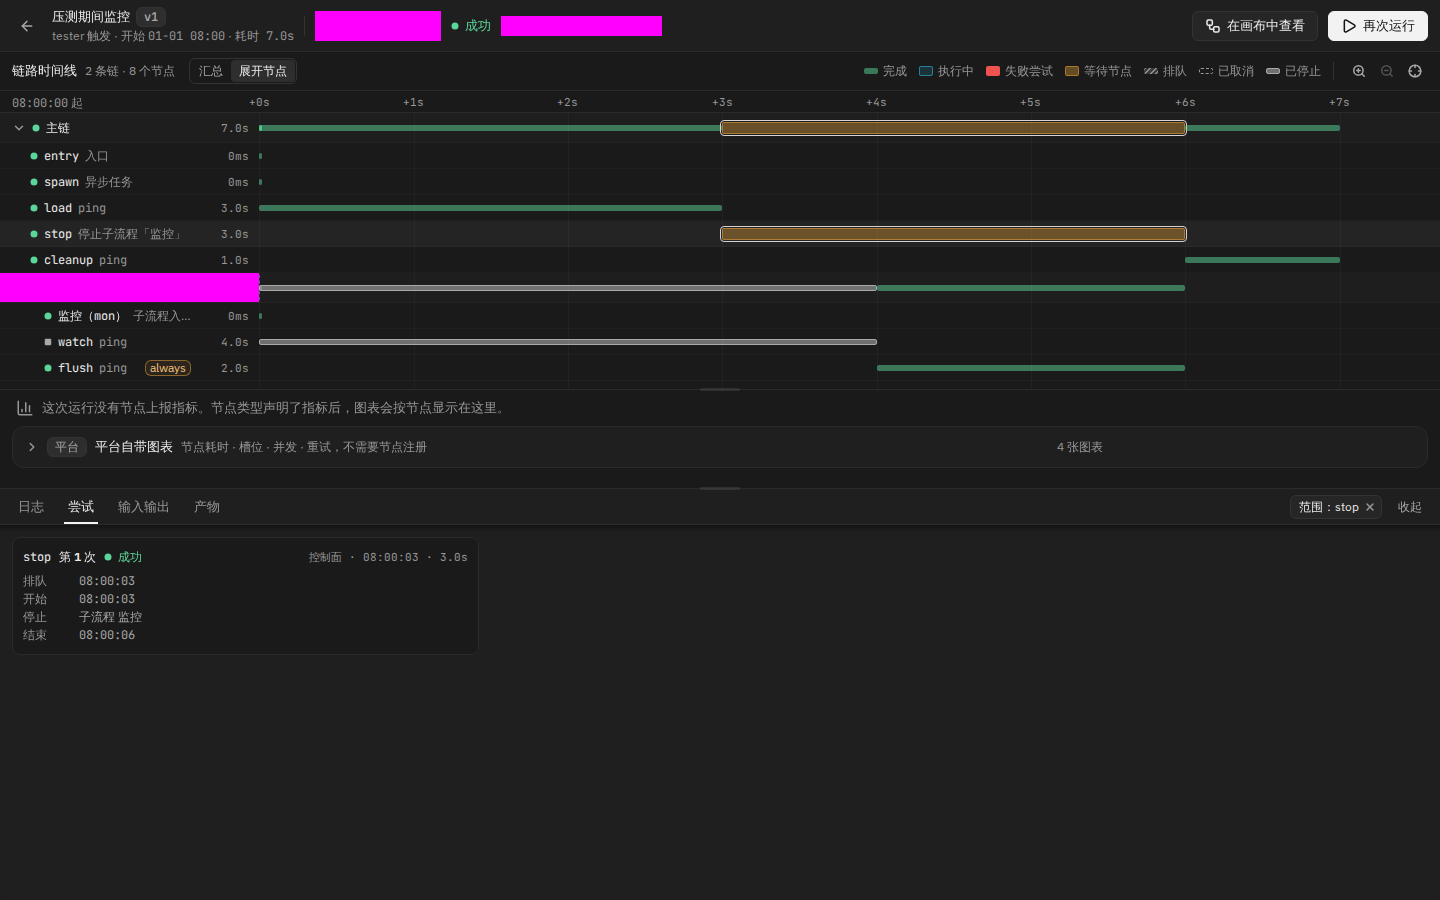 压测期间监控 v1
tester 触发 · 开始 01-01 08:00 · 耗时 7.0s
成功
在画布中查看
再次运行
链路时间线 2 条链 · 8 个节点 汇总 展开节点
完成 执行中 失败尝试 等待节点 排队 已取消 已停止
08:00:00 起 +0s +1s +2s +3s +4s +5s +6s +7s
主链 7.0s
entry 入口 0ms
spawn 异步任务 0ms
load ping 3.0s
stop 停止子流程「监控」 3.0s
cleanup ping 1.0s
监控（mon） 子流程入... 0ms
watch ping 4.0s
flush ping always 2.0s
这次运行没有节点上报指标。节点类型声明了指标后，图表会按节点显示在这里。
平台 平台自带图表 节点耗时 · 槽位 · 并发 · 重试，不需要节点注册 4 张图表
日志 尝试 输入输出 产物
范围：stop ✕ 收起
stop 第 1 次 成功 控制面 · 08:00:03 · 3.0s
排队 08:00:03
开始 08:00:03
停止 子流程 监控
结束 08:00:06